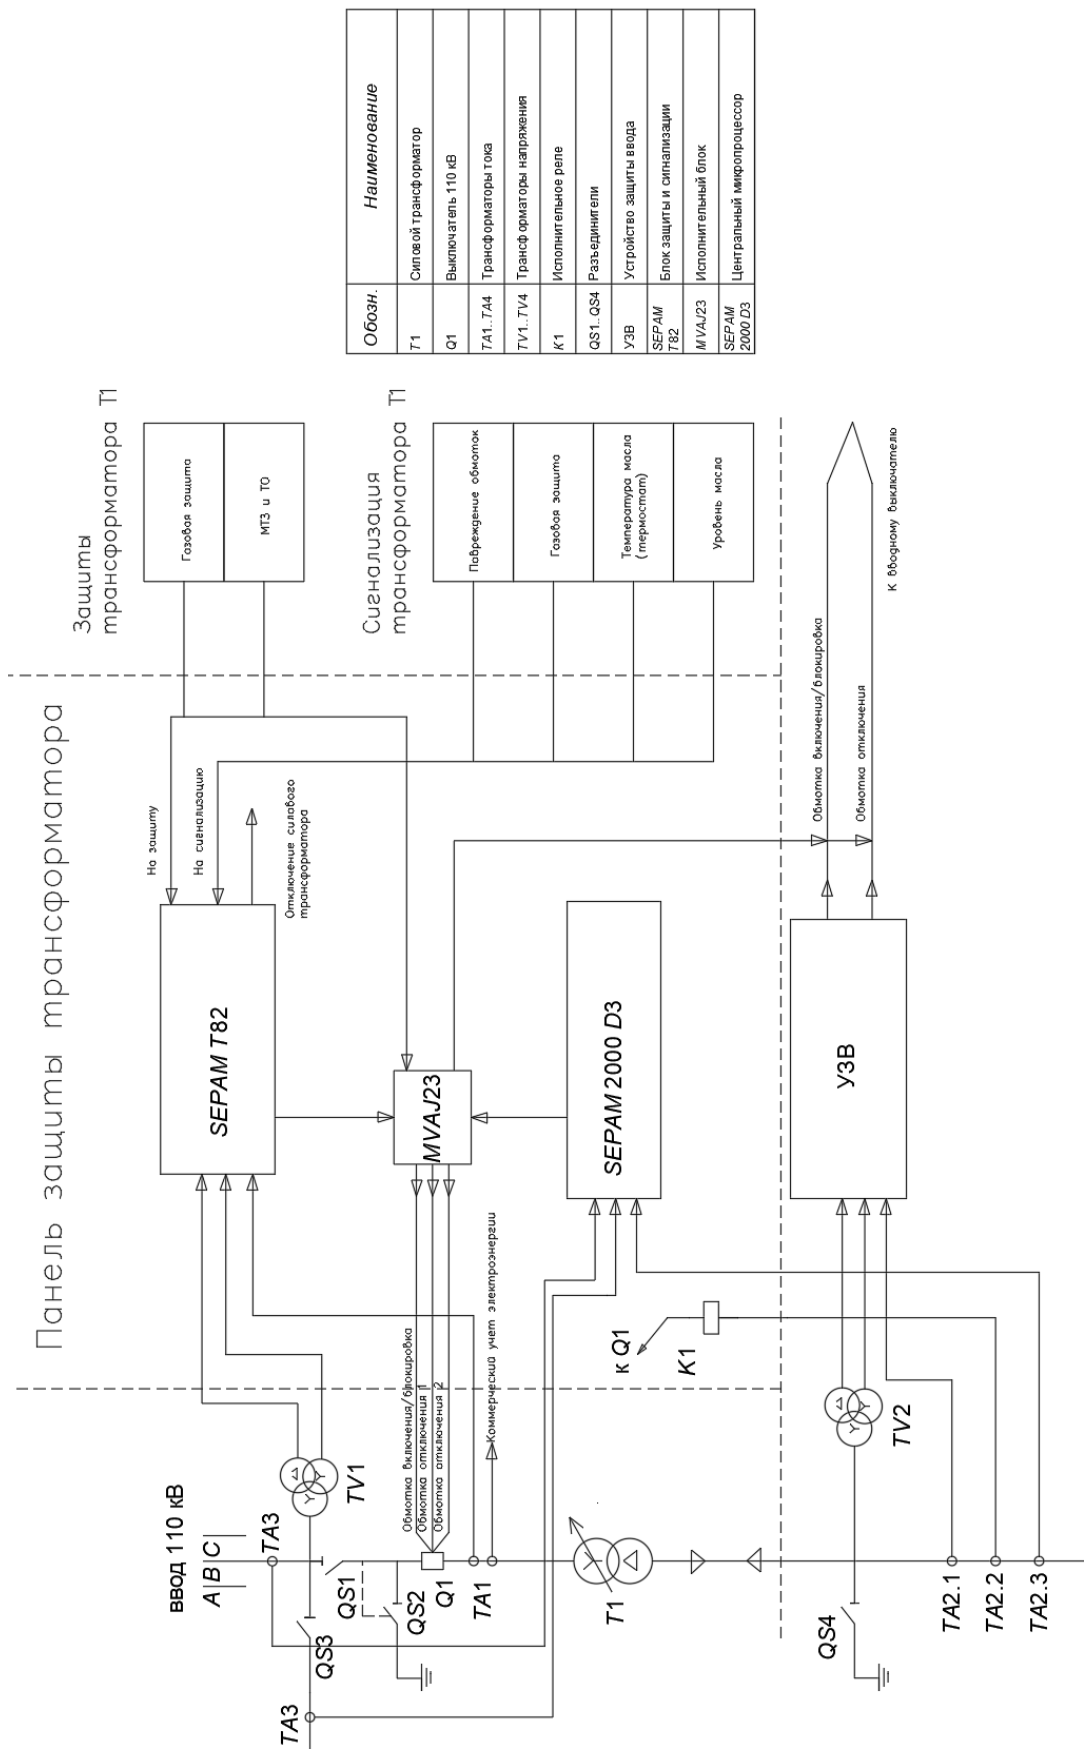 Панель защиты трансформатора
Защиты
трансформатора Т1
Газовая защита
МТЗ и ТО
Сигнализация
трансформатора Т1
Повреждение обмоток
Газовая защита
Температура масла
(термостат)
Уровень масла
На защиту
На сигнализацию
Отключение силового
трансформатора
SEPAM T82
MVAJ23
SEPAM 2000 D3
УЗВ
Обмотка включения/блокировка
Обмотка отключения
К вводному выключателю
ВВОД 110 кВ
A B C
TA3
TV1
QS3
TA3
QS1
QS2
Q1
TA1
Обмотка включения/блокировка
Обмотка отключения 1
Обмотка отключения 2
Коммерческий учет электроэнергии
T1
к Q1
K1
TV2
QS4
TA2.1
TA2.2
TA2.3
Обозн. Наименование
T1 Силовой трансформатор
Q1 Выключатель 110 кВ
TA1..TA4 Трансформаторы тока
TV1..TV4 Трансформаторы напряжения
K1 Исполнительное реле
QS1..QS4 Разъединители
УЗВ Устройство защиты ввода
SEPAM
T82 Блок защиты и сигнализации
MVAJ23 Исполнительный блок
SEPAM
2000 D3 Центральный микропроцессор